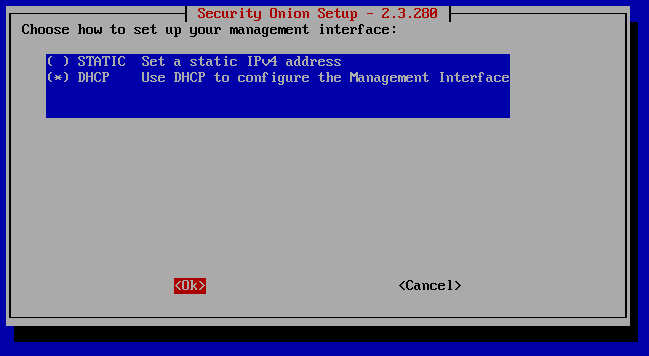 Security Onion Setup - 2.3.280
Choose how to set up your management interface:
( ) STATIC  Set a static IPv4 address
(*) DHCP    Use DHCP to configure the Management Interface
<Ok>    <Cancel>